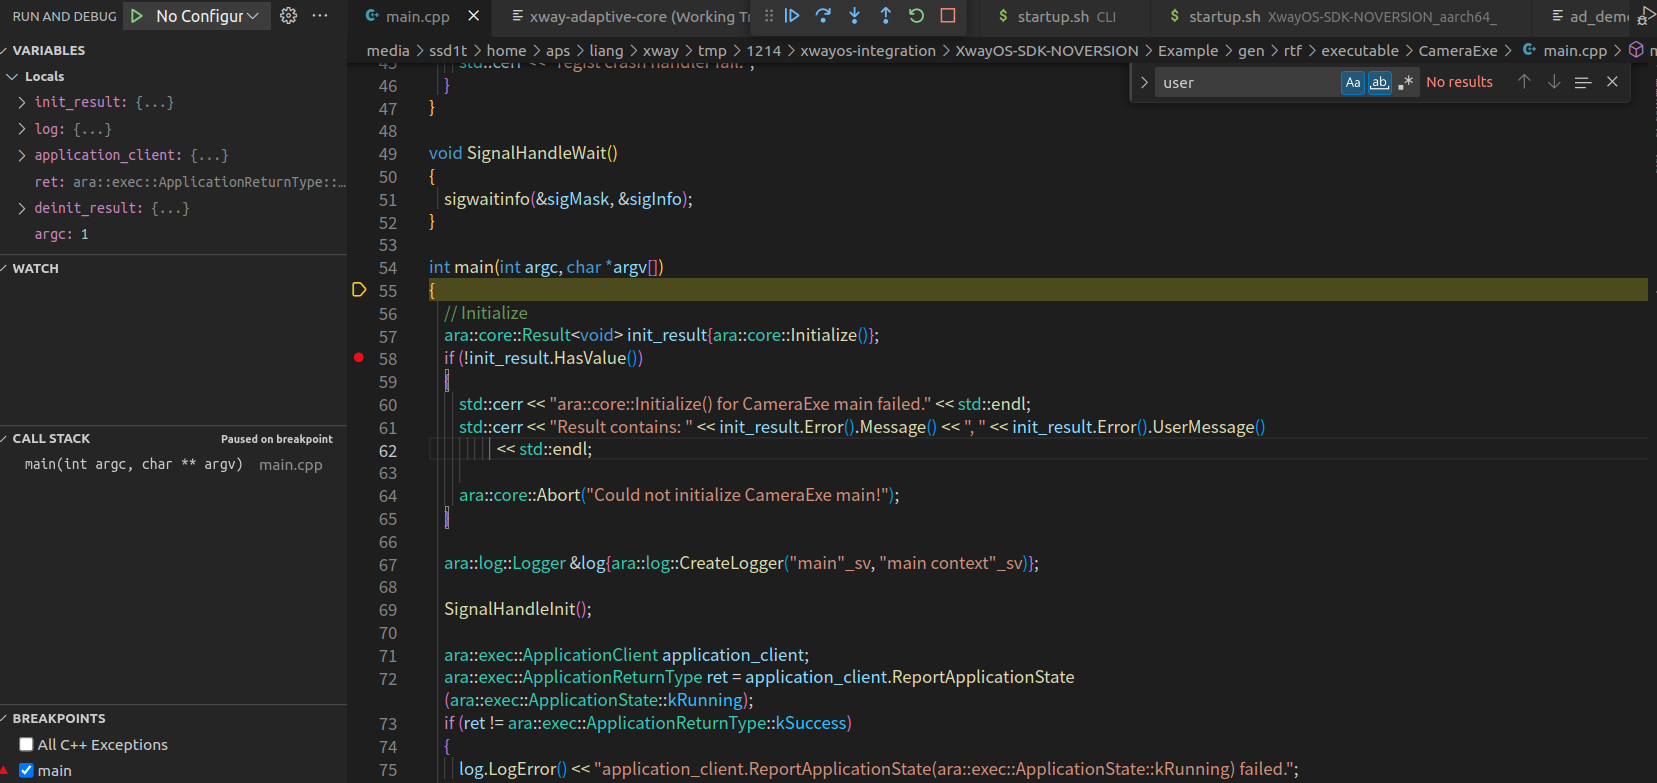 RUN AND DEBUG No Configur
main.cpp
xway-adaptive-core (Working Tr
$ startup.sh CLI
$ startup.sh XwayOS-SDK-NOVERSION_aarch64_
ad_demo
VARIABLES
Locals
init_result: {...}
log: {...}
application_client: {...}
ret: ara::exec::ApplicationReturnType::…
deinit_result: {...}
argc: 1
WATCH
CALL STACK Paused on breakpoint
main(int argc, char ** argv) main.cpp
BREAKPOINTS
All C++ Exceptions
main
media > ssd1t > home > aps > liang > xway > tmp > 1214 > xwayos-integration > XwayOS-SDK-NOVERSION > Example > gen > rtf > executable > CameraExe > main.cpp > m
user Aa ab .* No results
45 std::cerr << "regist crash handler fail.";
46 }
47 }
48
49 void SignalHandleWait()
50 {
51 sigwaitinfo(&sigMask, &sigInfo);
52 }
53
54 int main(int argc, char *argv[])
55 {
56 // Initialize
57 ara::core::Result<void> init_result{ara::core::Initialize()};
58 if (!init_result.HasValue())
59 {
60 std::cerr << "ara::core::Initialize() for CameraExe main failed." << std::endl;
61 std::cerr << "Result contains: " << init_result.Error().Message() << ", " << init_result.Error().UserMessage()
62 << std::endl;
63
64 ara::core::Abort("Could not initialize CameraExe main!");
65 }
66
67 ara::log::Logger &log{ara::log::CreateLogger("main"_sv, "main context"_sv)};
68
69 SignalHandleInit();
70
71 ara::exec::ApplicationClient application_client;
72 ara::exec::ApplicationReturnType ret = application_client.ReportApplicationState
(ara::exec::ApplicationState::kRunning);
73 if (ret != ara::exec::ApplicationReturnType::kSuccess)
74 {
75 log.LogError() << "application_client.ReportApplicationState(ara::exec::ApplicationState::kRunning) failed.";